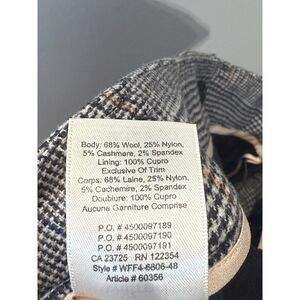 Body: 68% Wool, 25% Nylon,
5% Cashmere, 2% Spandex
Lining: 100% Cupro
Exclusive Of Trim
Corps: 68% Laine, 25% Nylon,
5% Cachemire, 2% Spandex
Doublure: 100% Cupro
Aucune Garniture Comprise
P.O. # 4500097189
P.O. # 4500097190
P.O. # 4500097191
CA 23725 RN 122354
Style # WFF4-6806-48
Article # 60356